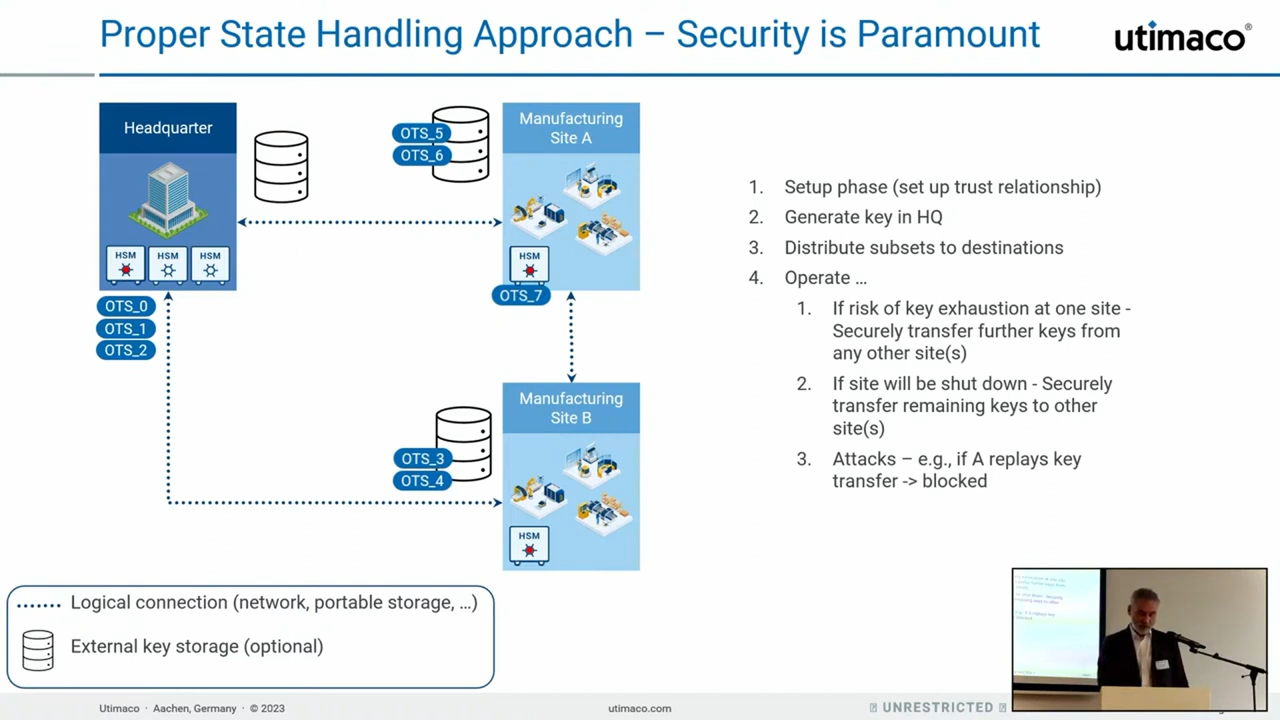 Proper State Handling Approach – Security is Paramount
utimaco®
Headquarter
HSM
HSM
HSM
OTS_0
OTS_1
OTS_2
OTS_5
OTS_6
Manufacturing
Site A
HSM
OTS_7
OTS_3
OTS_4
Manufacturing
Site B
HSM
1. Setup phase (set up trust relationship)
2. Generate key in HQ
3. Distribute subsets to destinations
4. Operate ...
1. If risk of key exhaustion at one site -
Securely transfer further keys from
any other site(s)
2. If site will be shut down - Securely
transfer remaining keys to other
site(s)
3. Attacks – e.g., if A replays key
transfer -> blocked
Logical connection (network, portable storage, ...)
External key storage (optional)
Utimaco · Aachen, Germany · © 2023
utimaco.com
UNRESTRICTED